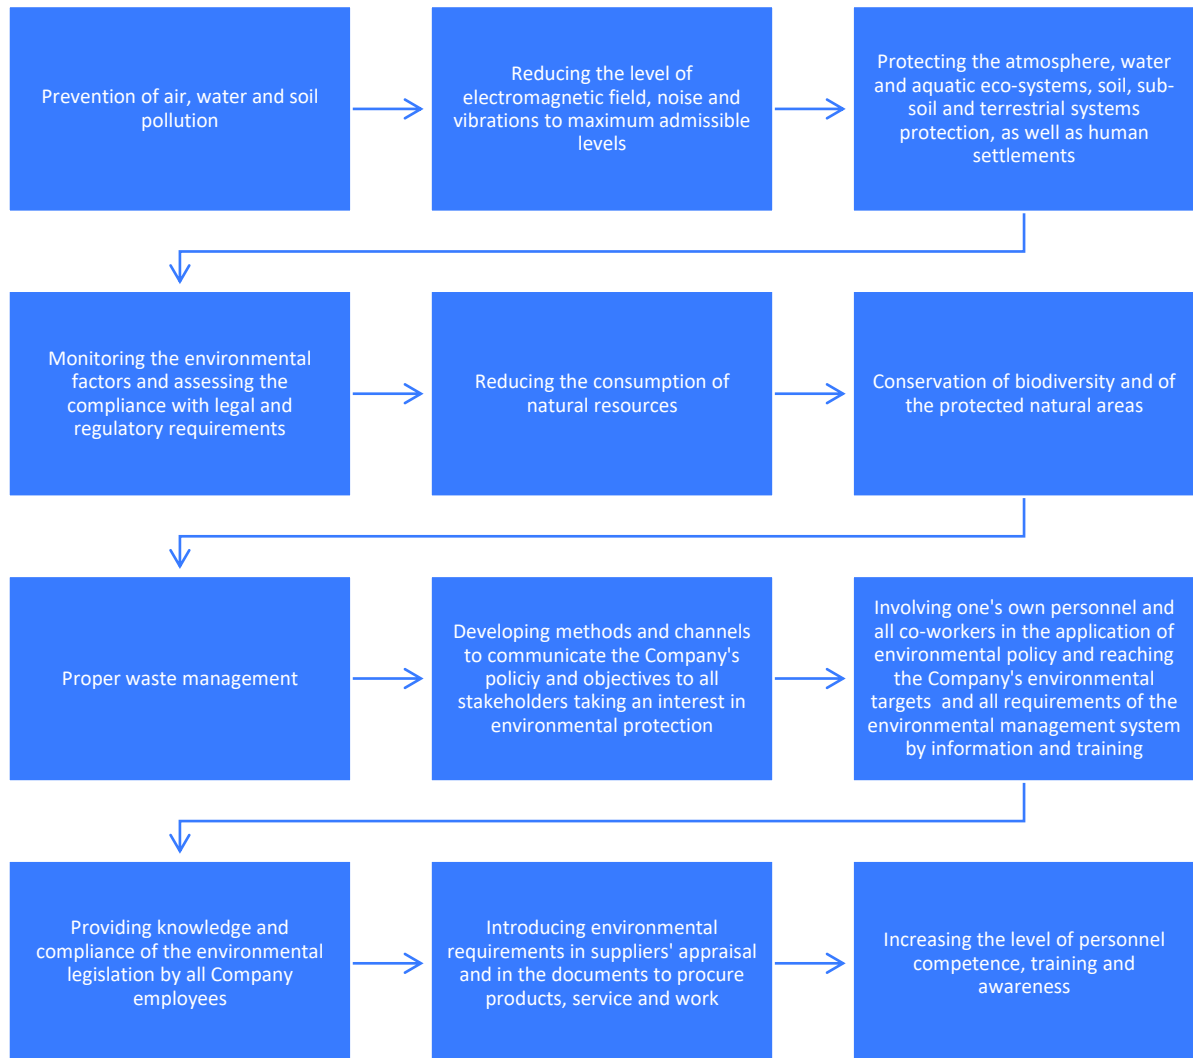 Prevention of air, water and soil
pollution
Reducing the level of
electromagnetic field, noise and
vibrations to maximum admissible
levels
Protecting the atmosphere, water
and aquatic eco-systems, soil, sub-
soil and terrestrial systems
protection, as well as human
settlements
Monitoring the environmental
factors and assessing the
compliance with legal and
regulatory requirements
Reducing the consumption of
natural resources
Conservation of biodiversity and of
the protected natural areas
Proper waste management
Developing methods and channels
to communicate the Company's
policiy and objectives to all
stakeholders taking an interest in
environmental protection
Involving one's own personnel and
all co-workers in the application of
environmental policy and reaching
the Company's environmental
targets  and all requirements of the
environmental management system
by information and training
Providing knowledge and
compliance of the environmental
legislation by all Company
employees
Introducing environmental
requirements in suppliers' appraisal
and in the documents to procure
products, service and work
Increasing the level of personnel
competence, training and
awareness